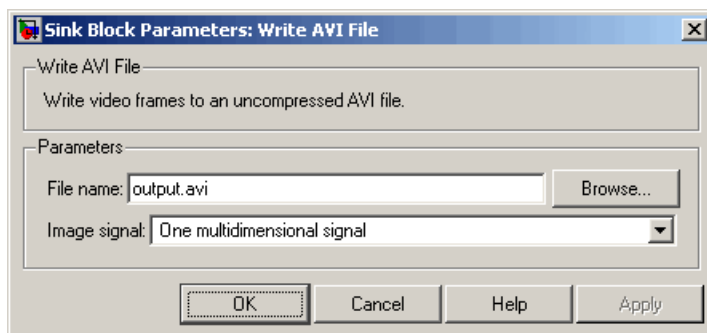 Sink Block Parameters: Write AVI File
Write AVI File
Write video frames to an uncompressed AVI file.
Parameters
File name: output.avi Browse...
Image signal: One multidimensional signal
OK Cancel Help Apply